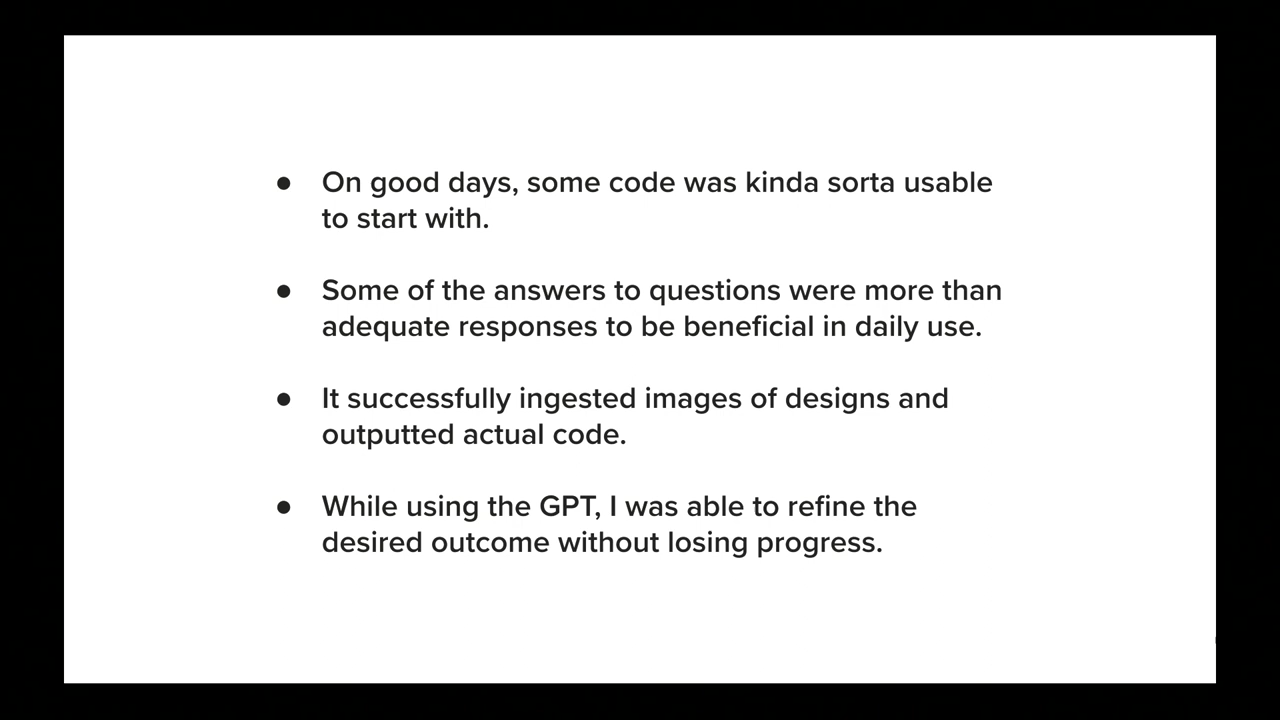 ● On good days, some code was kinda sorta usable
to start with.
● Some of the answers to questions were more than
adequate responses to be beneficial in daily use.
● It successfully ingested images of designs and
outputted actual code.
● While using the GPT, I was able to refine the
desired outcome without losing progress.